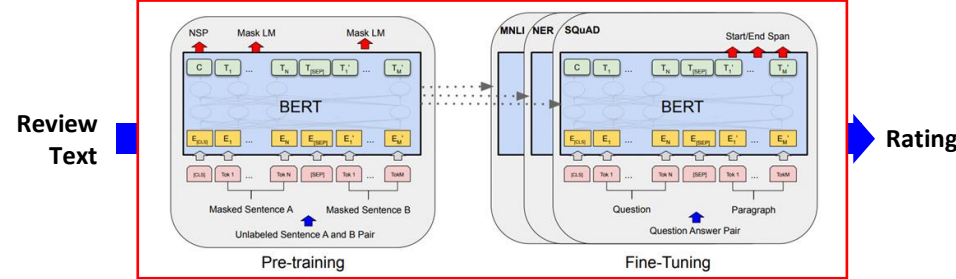 Review
Text
NSP Mask LM Mask LM
C T1 ... TN T[SEP] T1' ... TM'
BERT
E[CLS] E1 ... EN E[SEP] E1' ... EM'
[CLS] Tok 1 ... Tok N [SEP] Tok 1 ... TokM
Masked Sentence A Masked Sentence B
Unlabeled Sentence A and B Pair
Pre-training
MNLI NER SQuAD
Start/End Span
C T1 ... TN T[SEP] T1' ... TM'
BERT
E[CLS] E1 ... EN E[SEP] E1' ... EM'
[CLS] Tok 1 ... Tok N [SEP] Tok 1 ... TokM
Question Paragraph
Question Answer Pair
Fine-Tuning
Rating